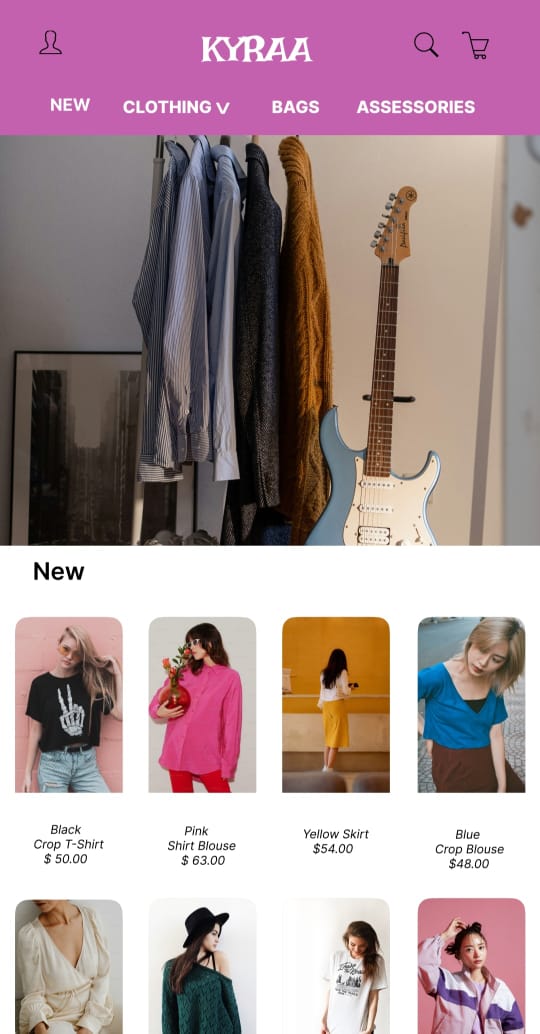 KYRAA
NEW
CLOTHING V
BAGS
ASSESSORIES
Pacifica
New
Black
Crop T-Shirt
$ 50.00
Pink
Shirt Blouse
$ 63.00
Yellow Skirt
$54.00
Blue
Crop Blouse
$48.00